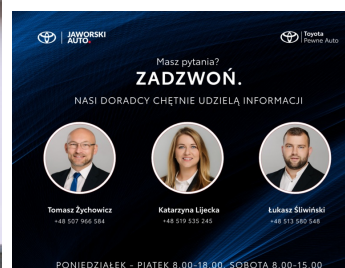 JAWORSKI
AUTO.
Toyota
Pewne Auto
Masz pytania?
ZADZWOŃ.
NASI DORADCY CHĘTNIE UDZIELĄ INFORMACJI
Tomasz Żychowicz
+48 507 966 584
Katarzyna Lijecka
+48 519 535 245
Łukasz Śliwiński
+48 513 580 548
PONIEDZIAŁEK - PIĄTEK 8.00-18.00, SOBOTA 8.00-15.00